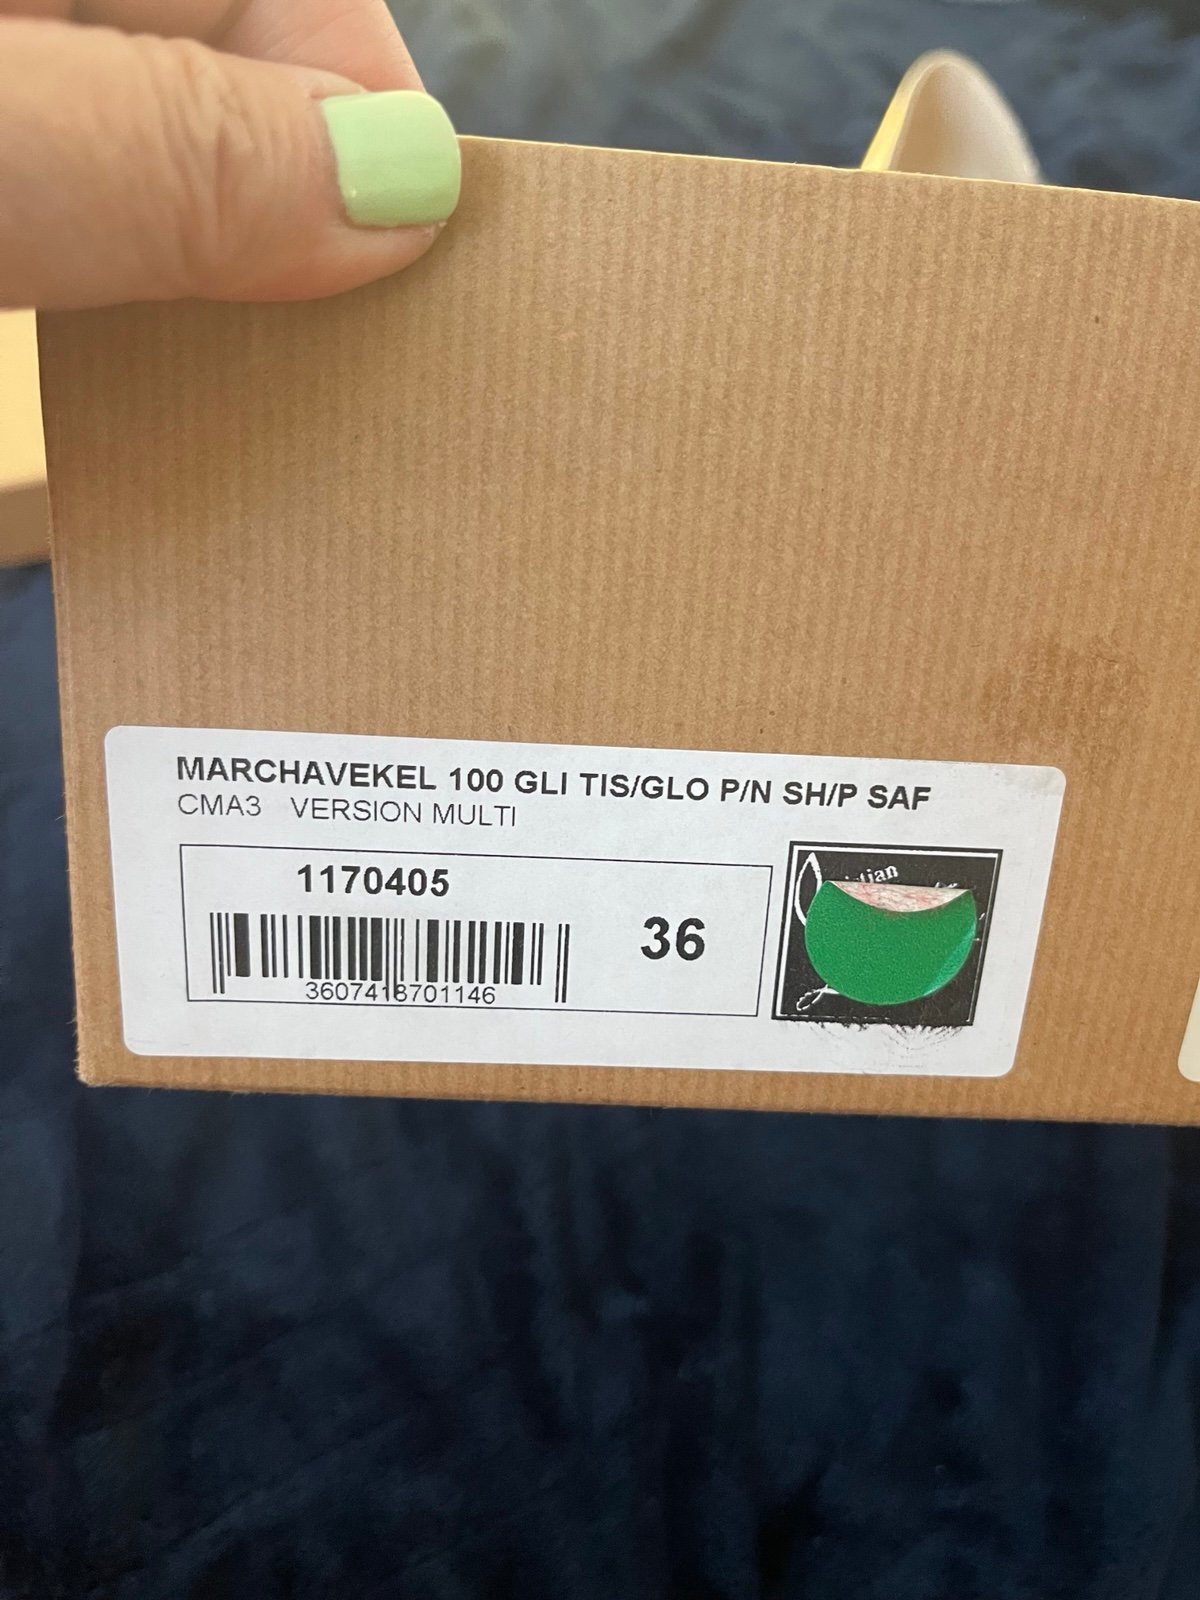 MARCHAVEKEL 100 GLI TIS/GLO P/N SH/P SAF
CMA3 VERSION MULTI
1170405
36
3607418701146